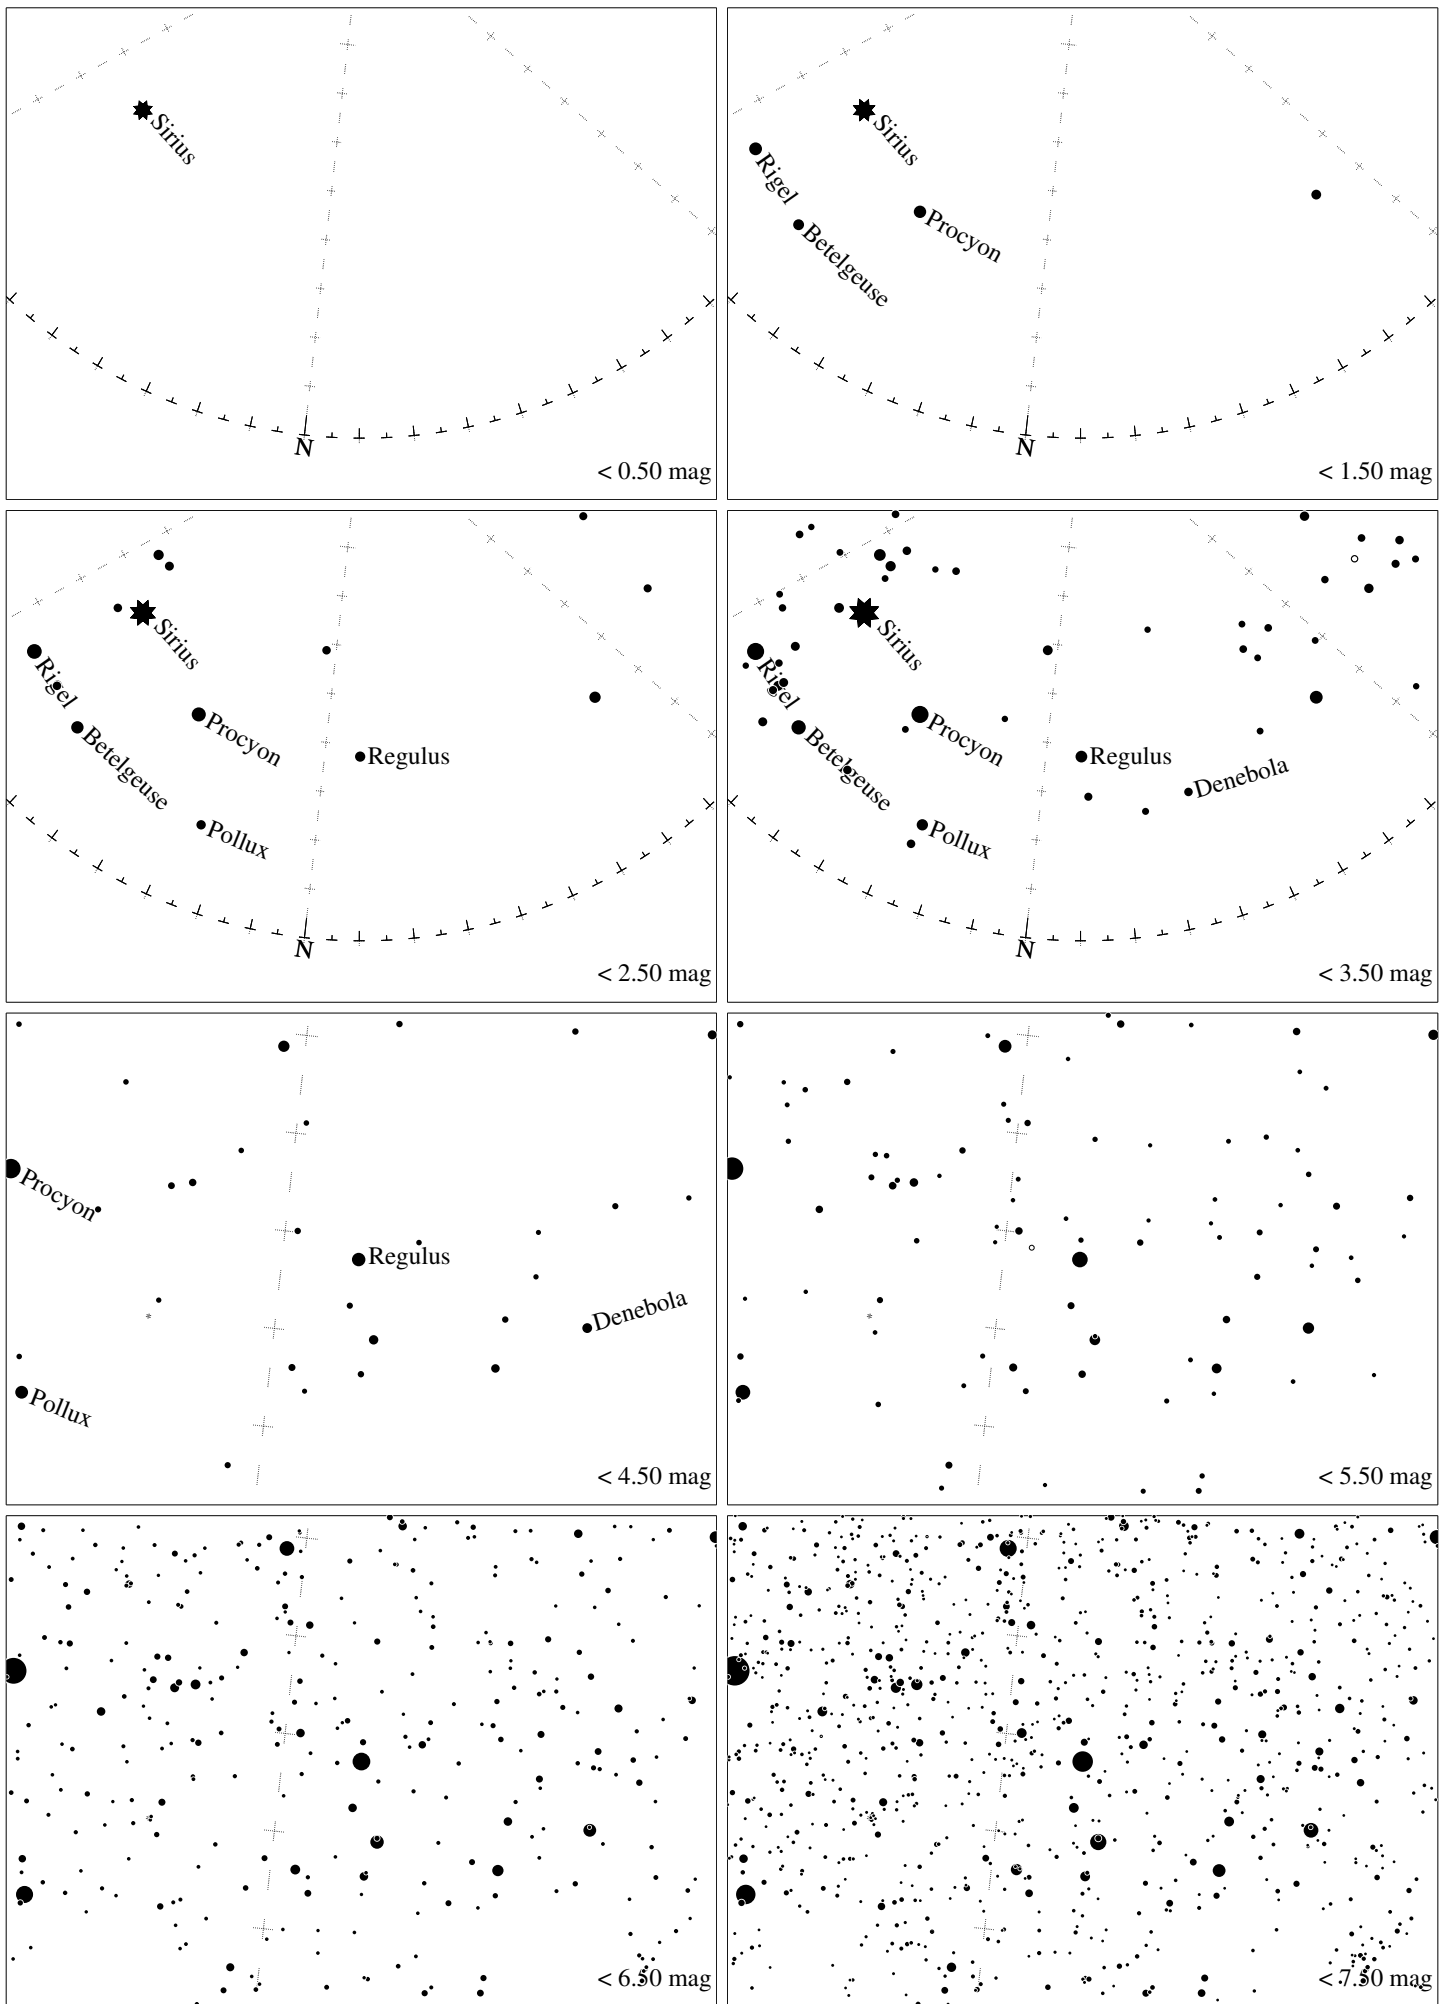 Sirius
N
< 0.50 mag
Sirius
Rigel
Procyon
Betelgeuse
N
< 1.50 mag
Sirius
Rigel
Procyon
Betelgeuse
Regulus
Pollux
N
< 2.50 mag
Sirius
Rigel
Procyon
Betelgeuse
Regulus
Denebola
Pollux
N
< 3.50 mag
Procyon
Regulus
Denebola
Pollux
< 4.50 mag
< 5.50 mag
< 6.50 mag
< 7.50 mag